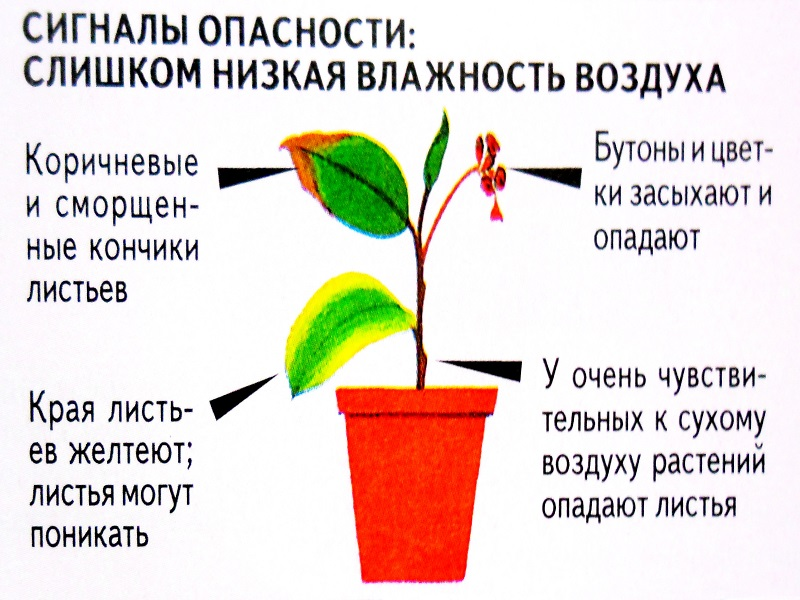 СИГНАЛЫ ОПАСНОСТИ:
СЛИШКОМ НИЗКАЯ ВЛАЖНОСТЬ ВОЗДУХА
Коричневые
и сморщен-
ные кончики
листьев
Бутоны и цвет-
ки засыхают и
опадают
Края листь-
ев желтеют;
листья могут
поникать
У очень чувстви-
тельных к сухому
воздуху растений
опадают листья